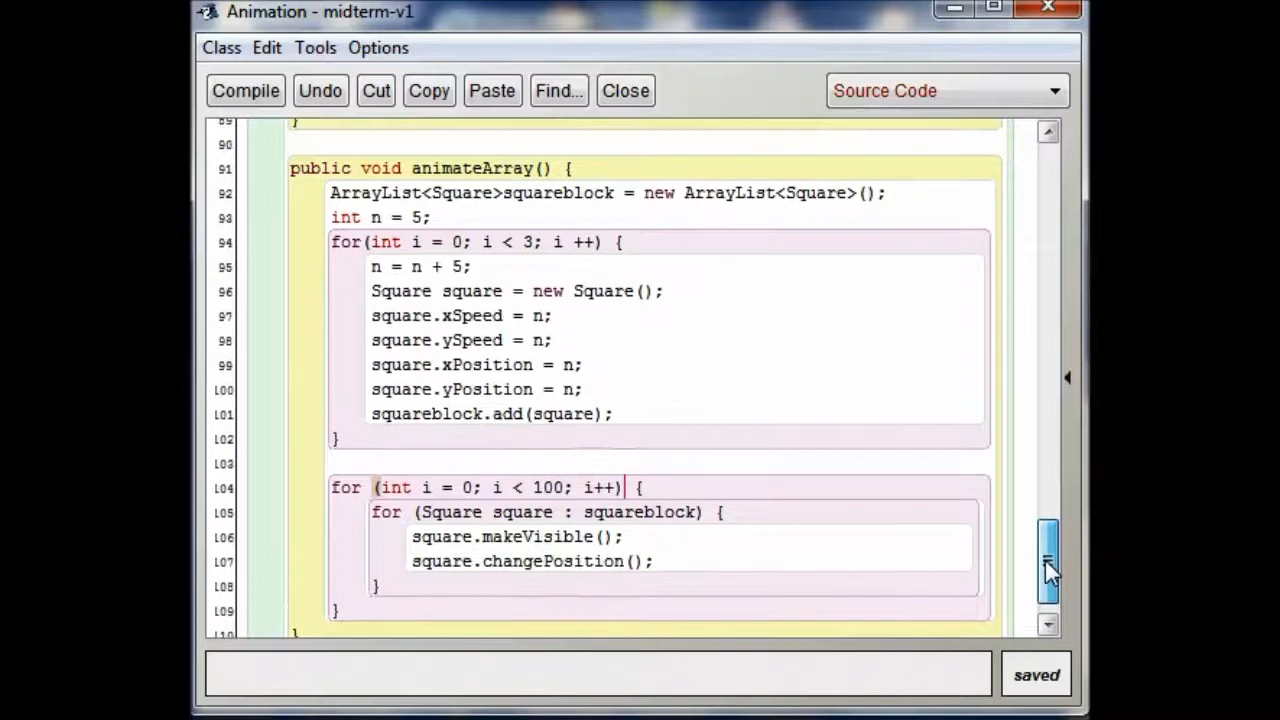 Animation - midterm-v1
Class Edit Tools Options
Compile Undo Cut Copy Paste Find... Close Source Code
89 }
90
91 public void animateArray() {
92 ArrayList<Square>squareblock = new ArrayList<Square>();
93 int n = 5;
94 for(int i = 0; i < 3; i ++) {
95 n = n + 5;
96 Square square = new Square();
97 square.xSpeed = n;
98 square.ySpeed = n;
99 square.xPosition = n;
100 square.yPosition = n;
101 squareblock.add(square);
102 }
103
104 for (int i = 0; i < 100; i++) {
105 for (Square square : squareblock) {
106 square.makeVisible();
107 square.changePosition();
108 }
109 }
110 }
saved